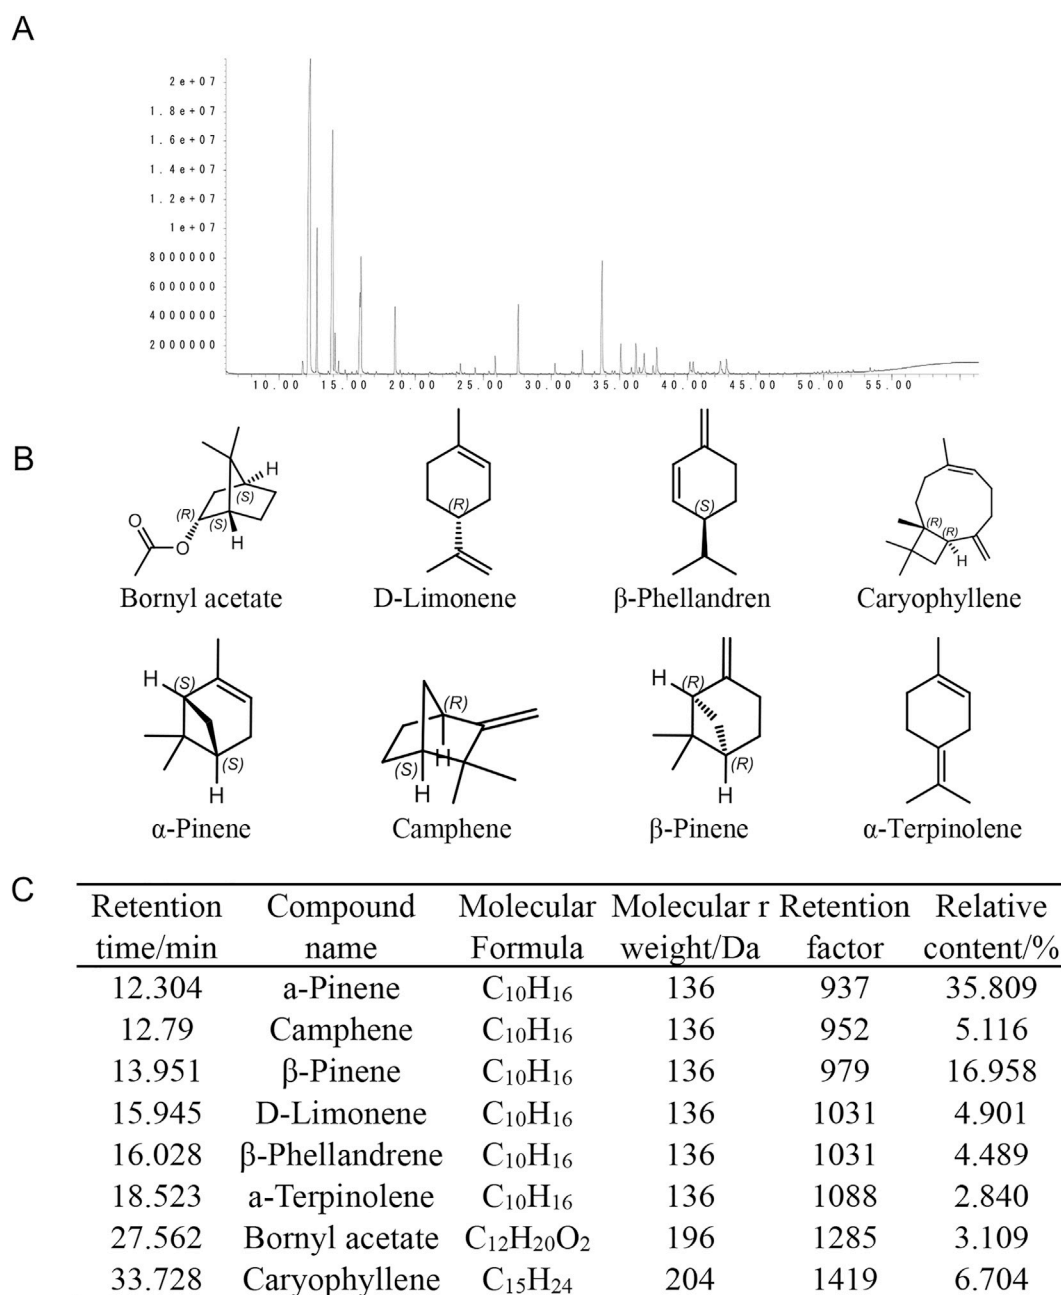 A
2e+07
1.8e+07
1.6e+07
1.4e+07
1.2e+07
1e+07
8000000
6000000
4000000
2000000
10.00 15.00 20.00 25.00 30.00 35.00 40.00 45.00 50.00 55.00
B
H
(S)
(R)
(S)
O
O
H
Bornyl acetate
(R)
D-Limonene
(S)
β-Phellandren
(R)
(R)
H
Caryophyllene
H
(S)
(S)
H
α-Pinene
(R)
H
(S)
H
Camphene
H
(R)
(R)
H
β-Pinene
α-Terpinolene
C
Retention Compound Molecular Molecular r Retention Relative
time/min name Formula weight/Da factor content/%
12.304 a-Pinene C₁₀H₁₆ 136 937 35.809
12.79 Camphene C₁₀H₁₆ 136 952 5.116
13.951 β-Pinene C₁₀H₁₆ 136 979 16.958
15.945 D-Limonene C₁₀H₁₆ 136 1031 4.901
16.028 β-Phellandrene C₁₀H₁₆ 136 1031 4.489
18.523 a-Terpinolene C₁₀H₁₆ 136 1088 2.840
27.562 Bornyl acetate C₁₂H₂₀O₂ 196 1285 3.109
33.728 Caryophyllene C₁₅H₂₄ 204 1419 6.704